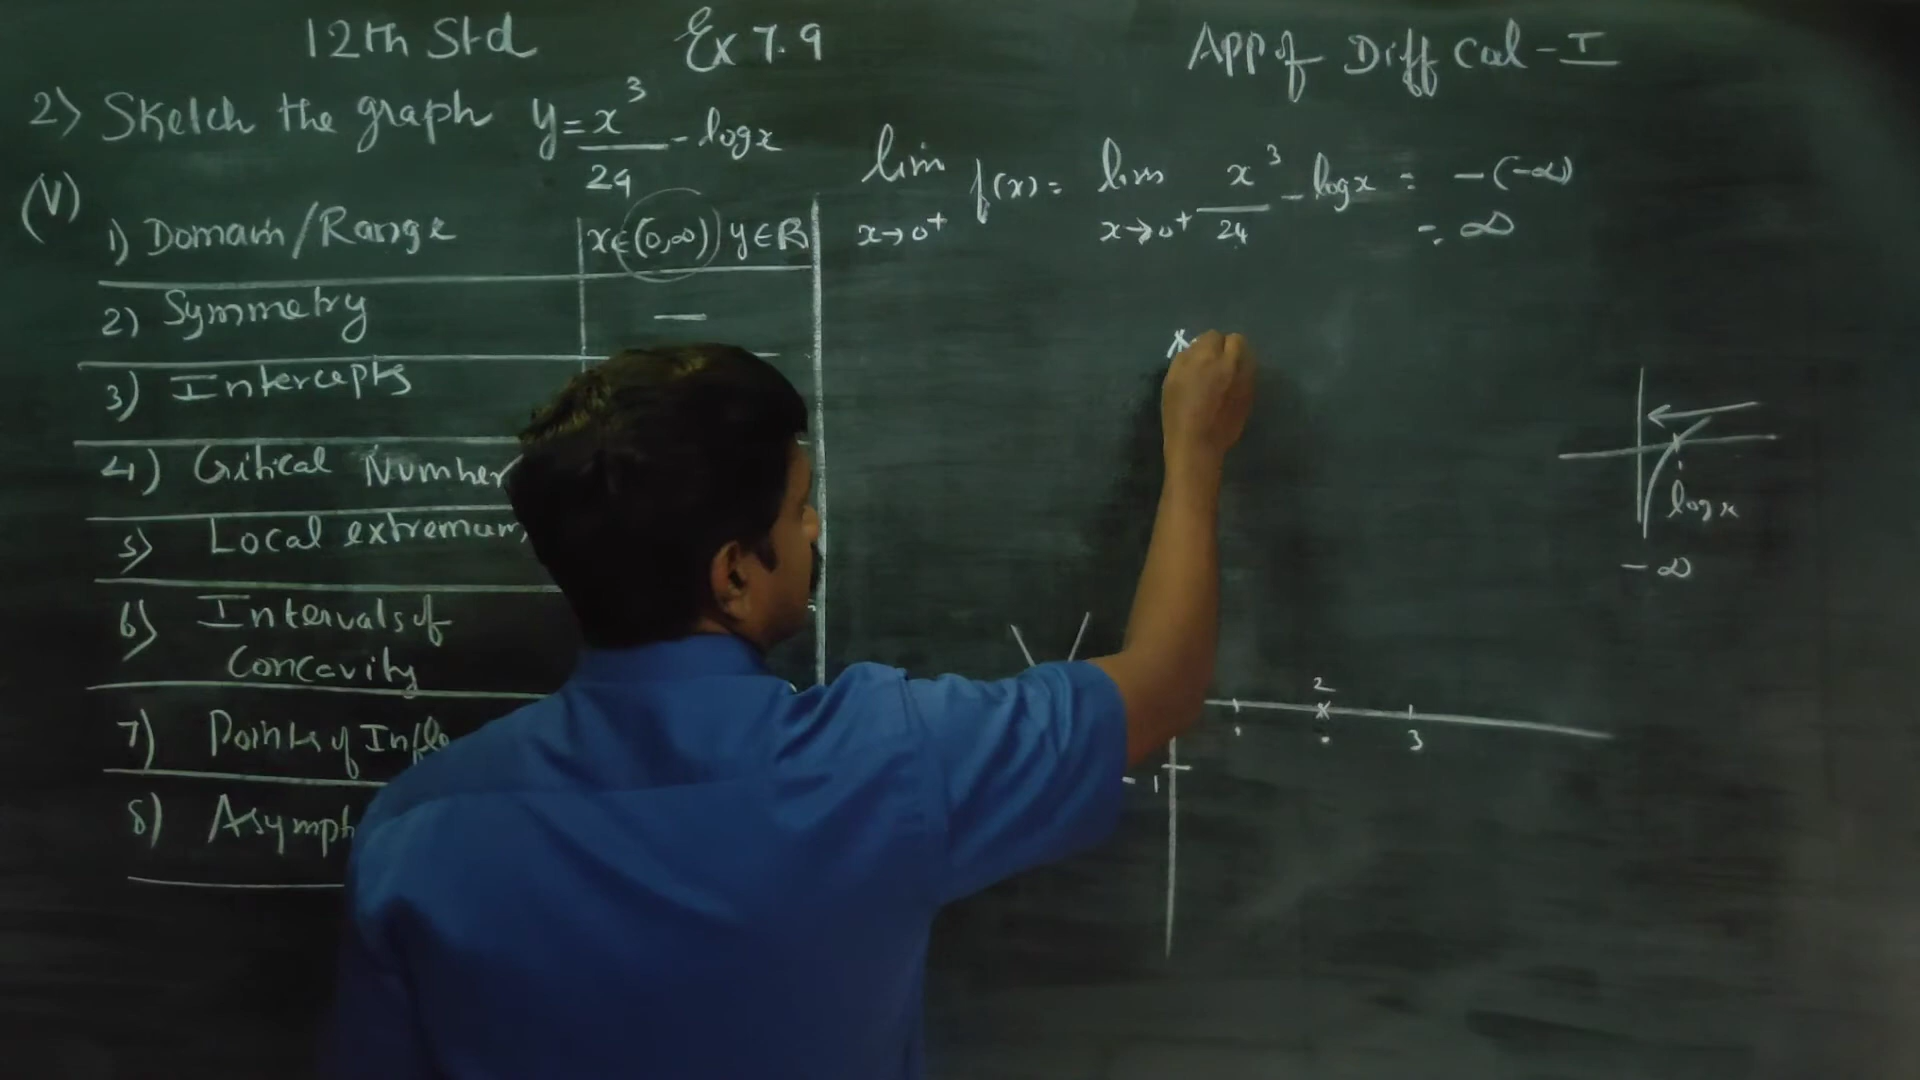 12th Std Ex 7.9 App of Diff Cal - I
2) Sketch the graph y = x³/24 - log x
(V)
1) Domain/Range x∈(0,∞) y∈R
2) Symmetry —
3) Intercepts
4) Critical Number
5) Local extremum
6) Intervals of
Concavity
7) Points of Infle
8) Asympt
lim x→0⁺ f(x) = lim x→0⁺ x³/24 - log x = -(-∞)
= ∞
x
log x
-∞
2
3
-1